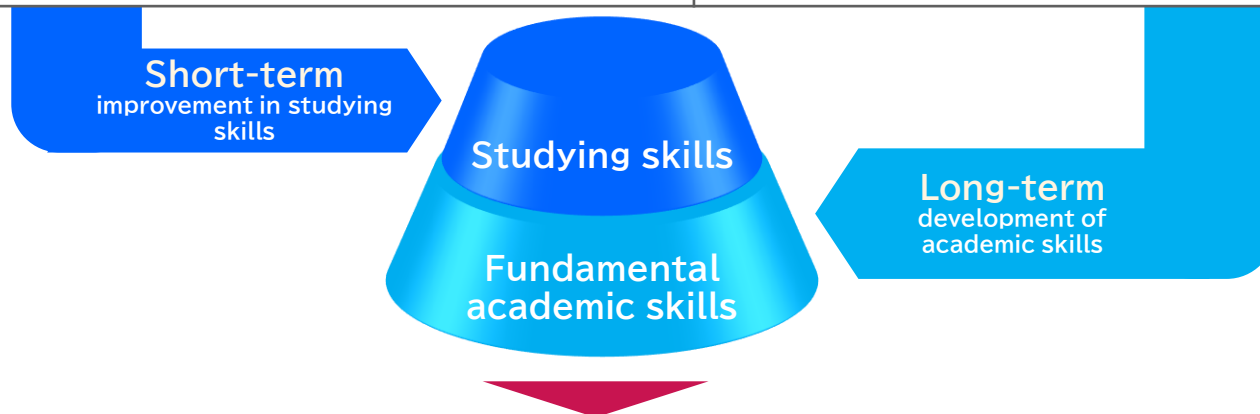 Short-term
improvement in studying
skills
Studying skills
Long-term
development of
academic skills
Fundamental
academic skills